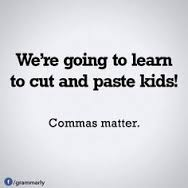 We're going to learn
to cut and paste kids!
Commas matter.
f/grammarly